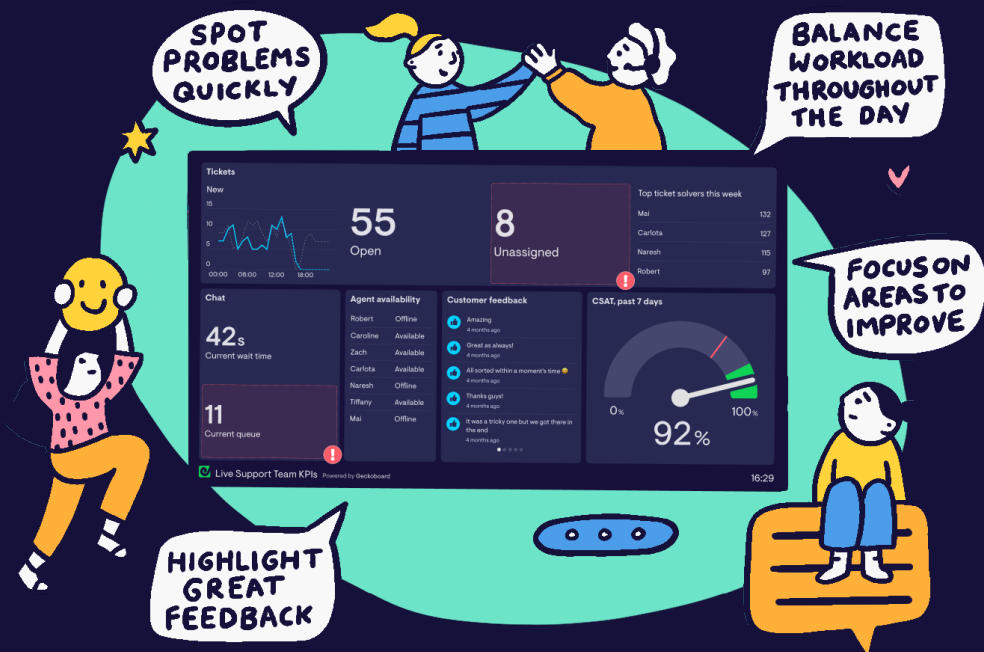 SPOT
PROBLEMS
QUICKLY
BALANCE
WORKLOAD
THROUGHOUT
THE DAY
Tickets
New
15
10
5
0
00:00 06:00 12:00 18:00
55
Open
8
Unassigned
!
Top ticket solvers this week
Mai 132
Carlota 127
Naresh 115
Robert 97
FOCUS ON
AREAS TO
IMPROVE
Chat
42s
Current wait time
11
Current queue
!
Agent availability
Robert Offline
Caroline Available
Zach Available
Carlota Available
Naresh Offline
Tiffany Available
Mai Offline
Customer feedback
Amazing
4 months ago
Great as always!
4 months ago
All sorted within a moment's time 😀
4 months ago
Thanks guys!
4 months ago
It was a tricky one but we got there in
the end
4 months ago
CSAT, past 7 days
0% 100%
92%
Live Support Team KPIs Powered by Geckoboard
16:29
HIGHLIGHT
GREAT
FEEDBACK